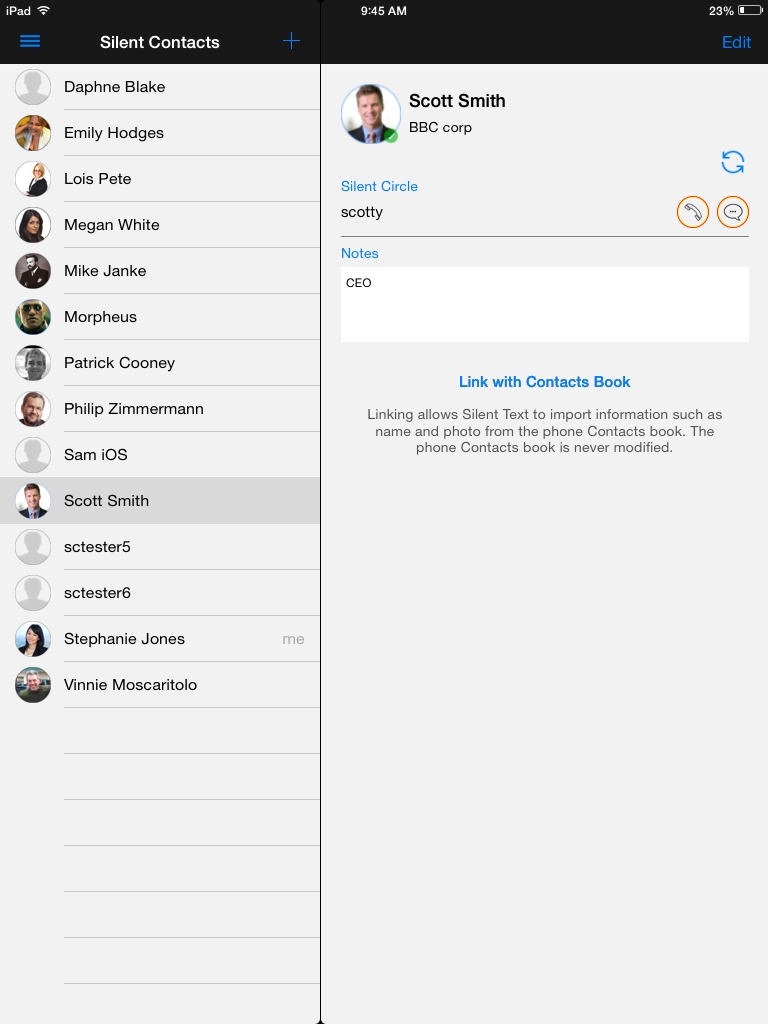 iPad 9:45 AM 23%
Silent Contacts
Edit
Daphne Blake
Emily Hodges
Lois Pete
Megan White
Mike Janke
Morpheus
Patrick Cooney
Philip Zimmermann
Sam iOS
Scott Smith
sctester5
sctester6
Stephanie Jones me
Vinnie Moscaritolo
Scott Smith
BBC corp
Silent Circle
scotty
Notes
CEO
Link with Contacts Book
Linking allows Silent Text to import information such as
name and photo from the phone Contacts book. The
phone Contacts book is never modified.